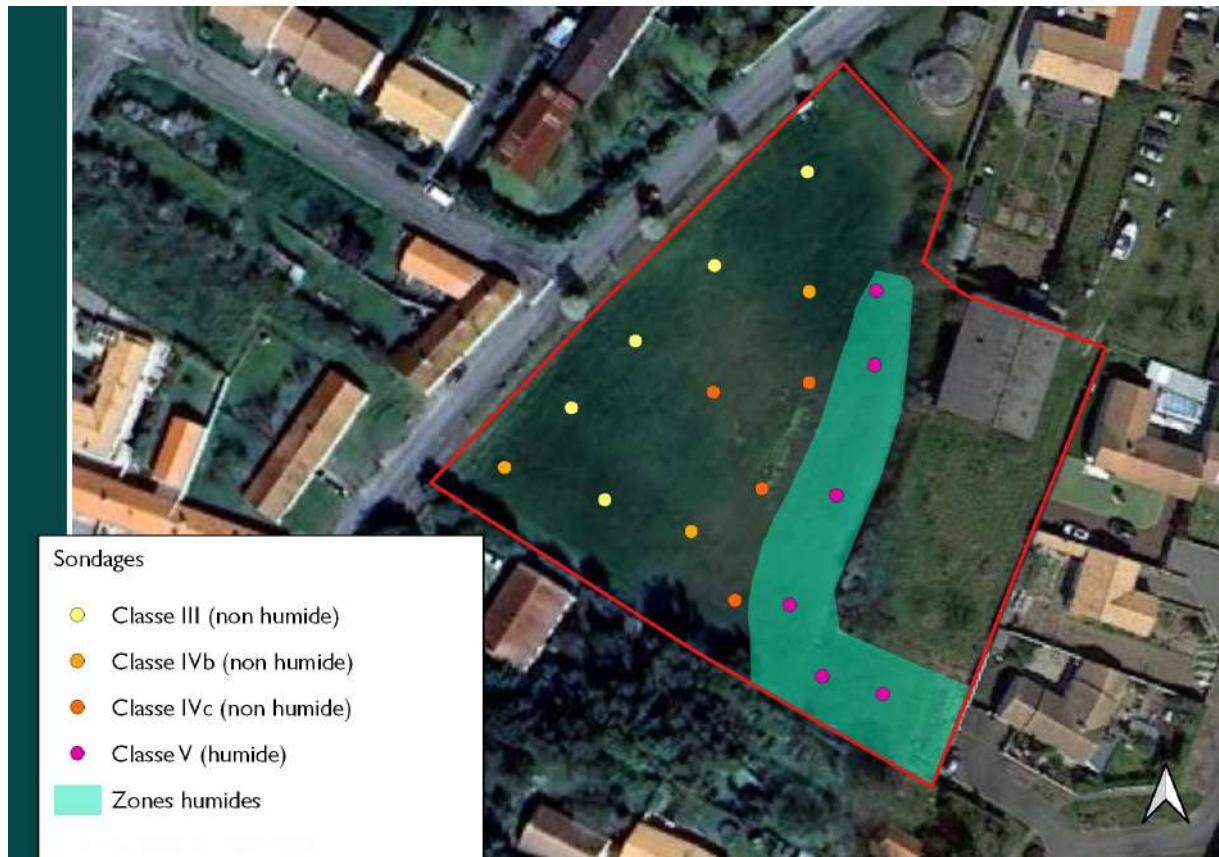 Sondages
Classe III (non humide)
Classe IVb (non humide)
Classe IVc (non humide)
Classe V (humide)
Zones humides